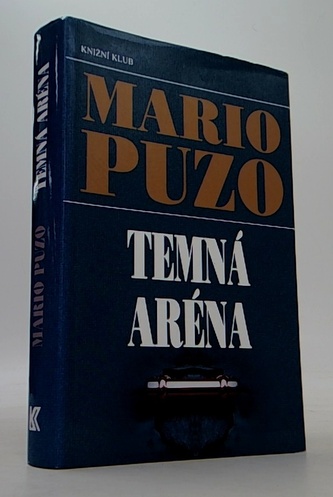 KNIŽNÍ KLUB
MARIO
PUZO
TEMNÁ
ARÉNA
MARIO PUZO TEMNÁ ARÉNA
K